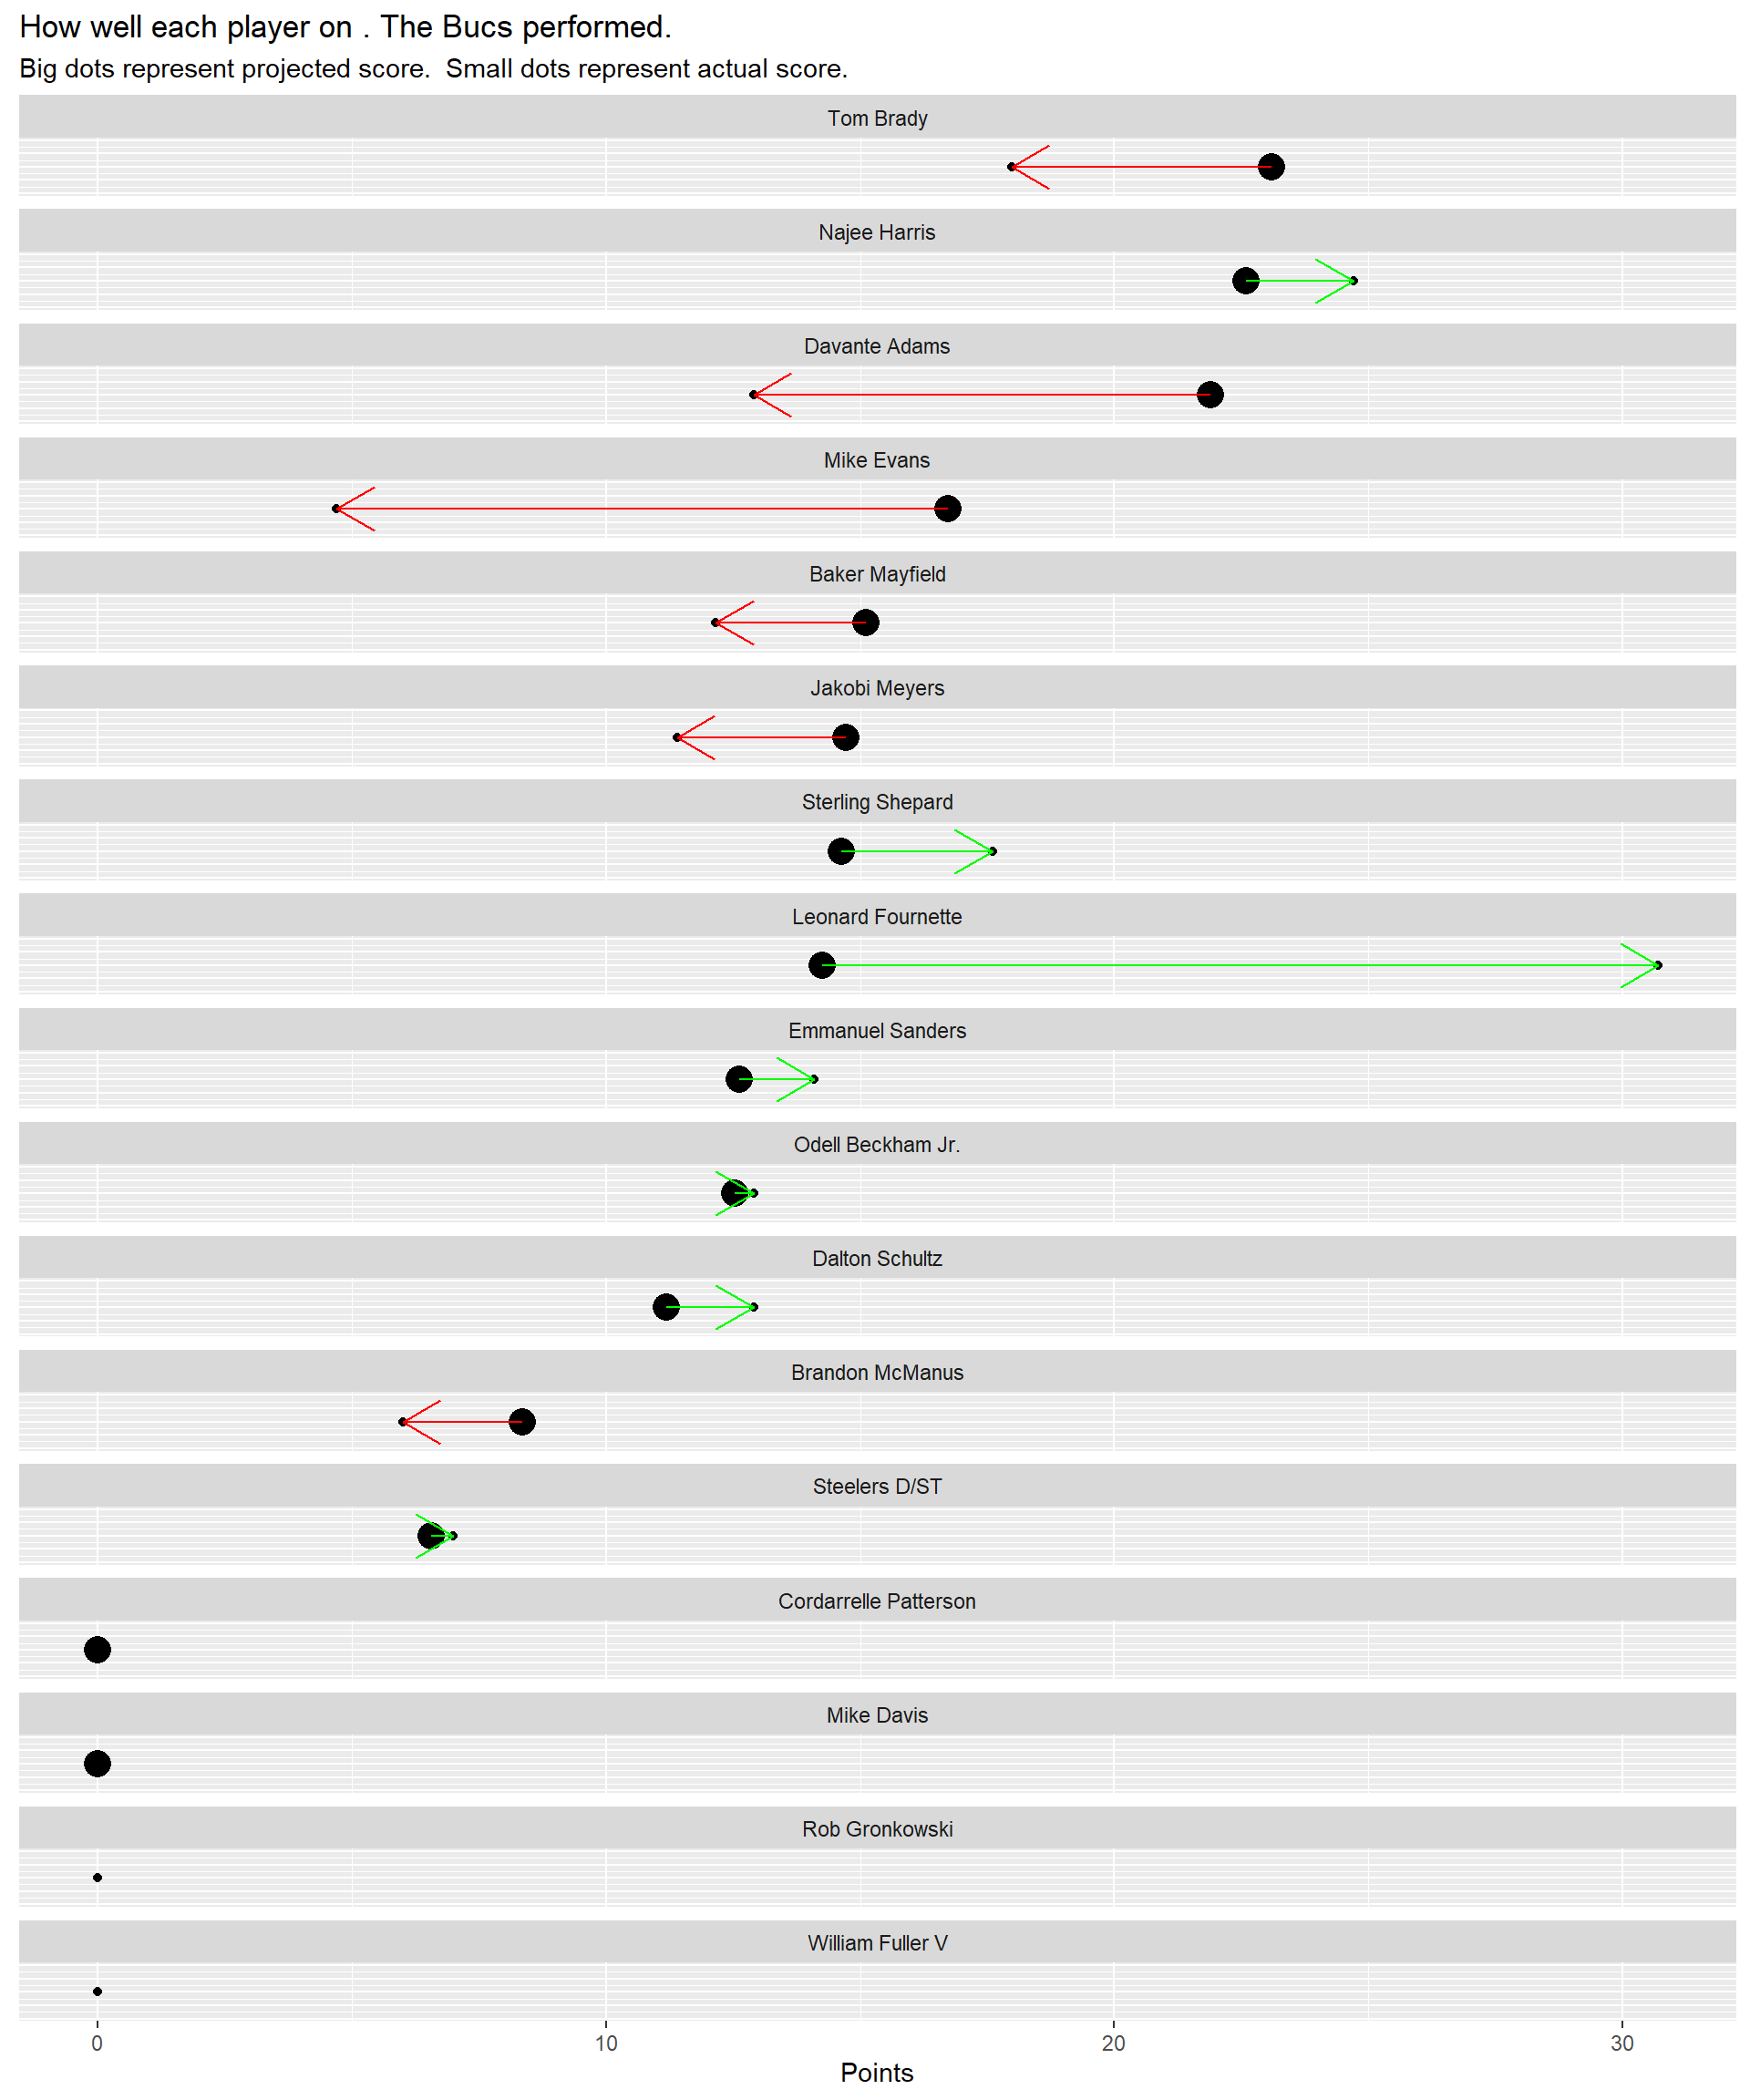 How well each player on . The Bucs performed.
Big dots represent projected score.  Small dots represent actual score.
Tom Brady
Najee Harris
Davante Adams
Mike Evans
Baker Mayfield
Jakobi Meyers
Sterling Shepard
Leonard Fournette
Emmanuel Sanders
Odell Beckham Jr.
Dalton Schultz
Brandon McManus
Steelers D/ST
Cordarrelle Patterson
Mike Davis
Rob Gronkowski
William Fuller V
0 10 20 30
Points